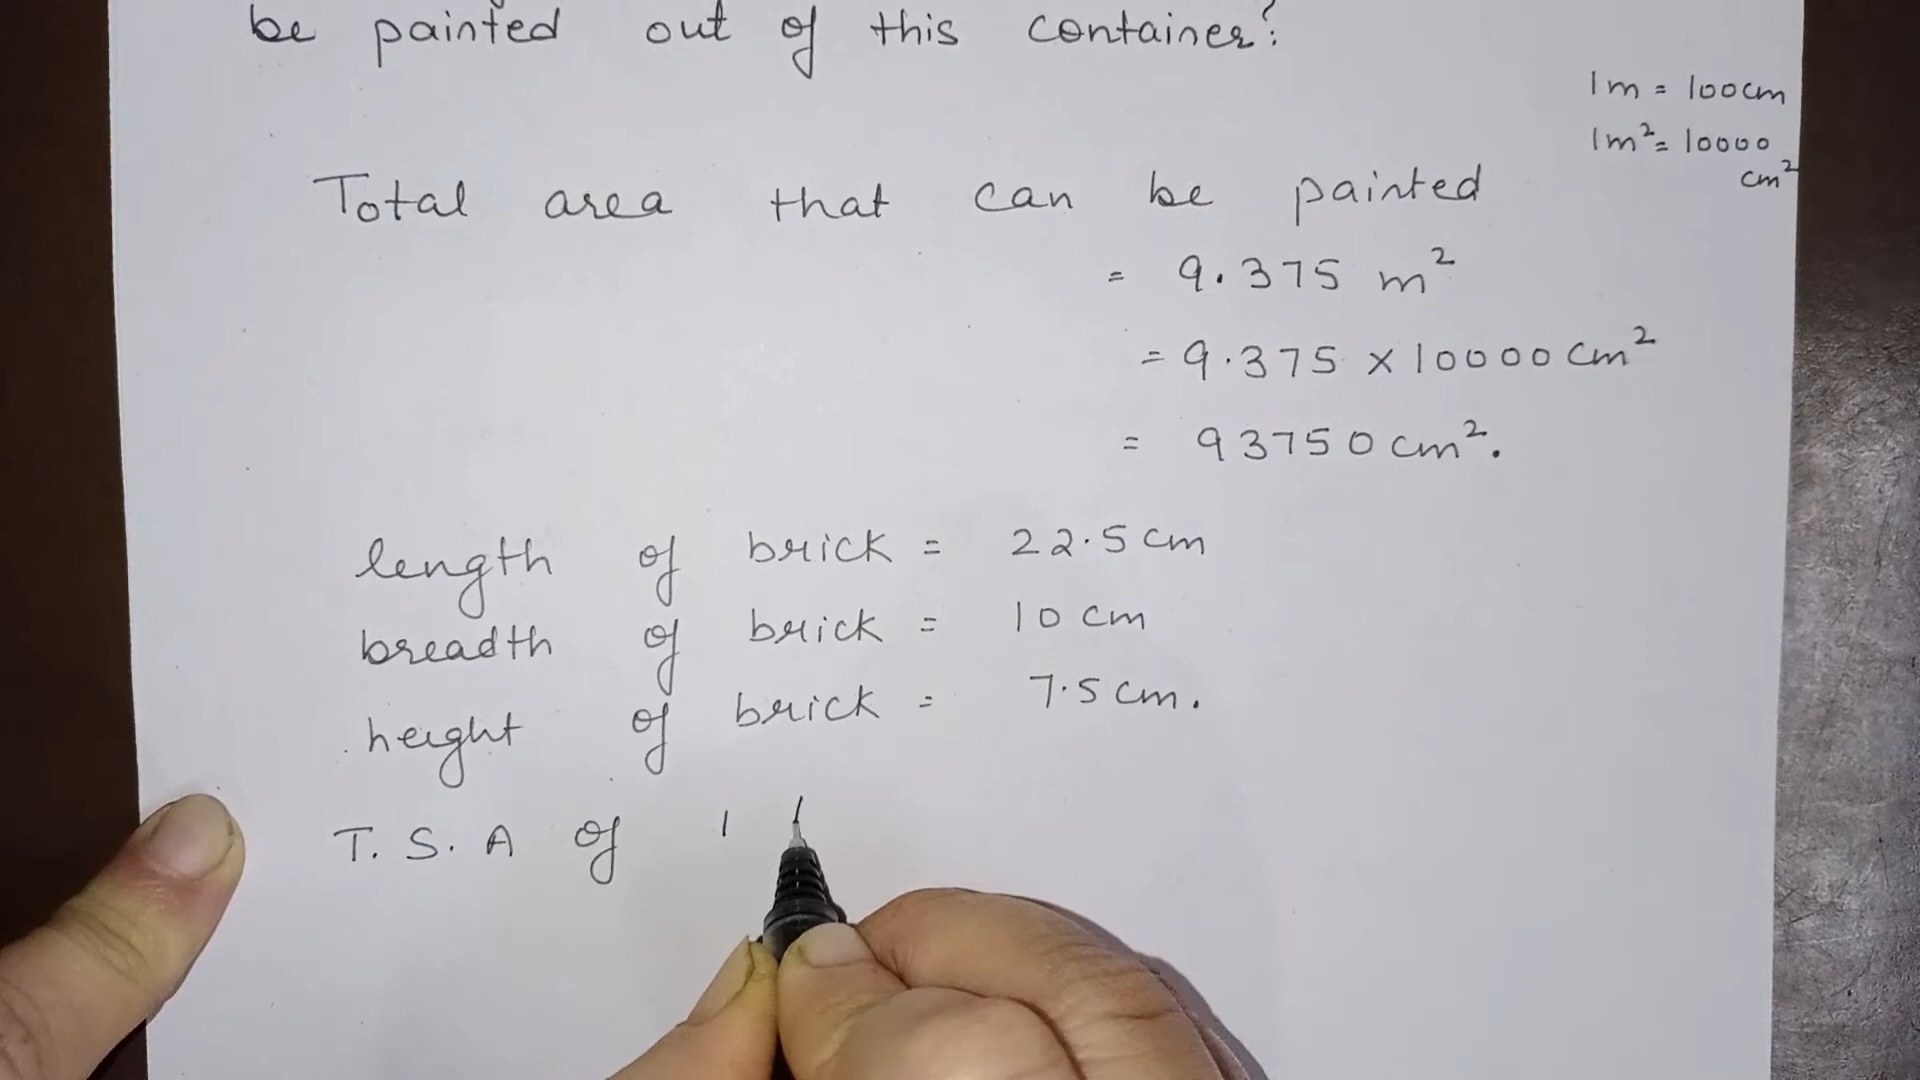 be painted out of this container?
1m = 100cm
1m² = 10000
cm²
Total area that can be painted
= 9.375 m²
= 9.375 x 10000 cm²
= 93750 cm².
length of brick = 22.5 cm
breadth of brick = 10 cm
height of brick = 7.5 cm.
T. S. A of 1